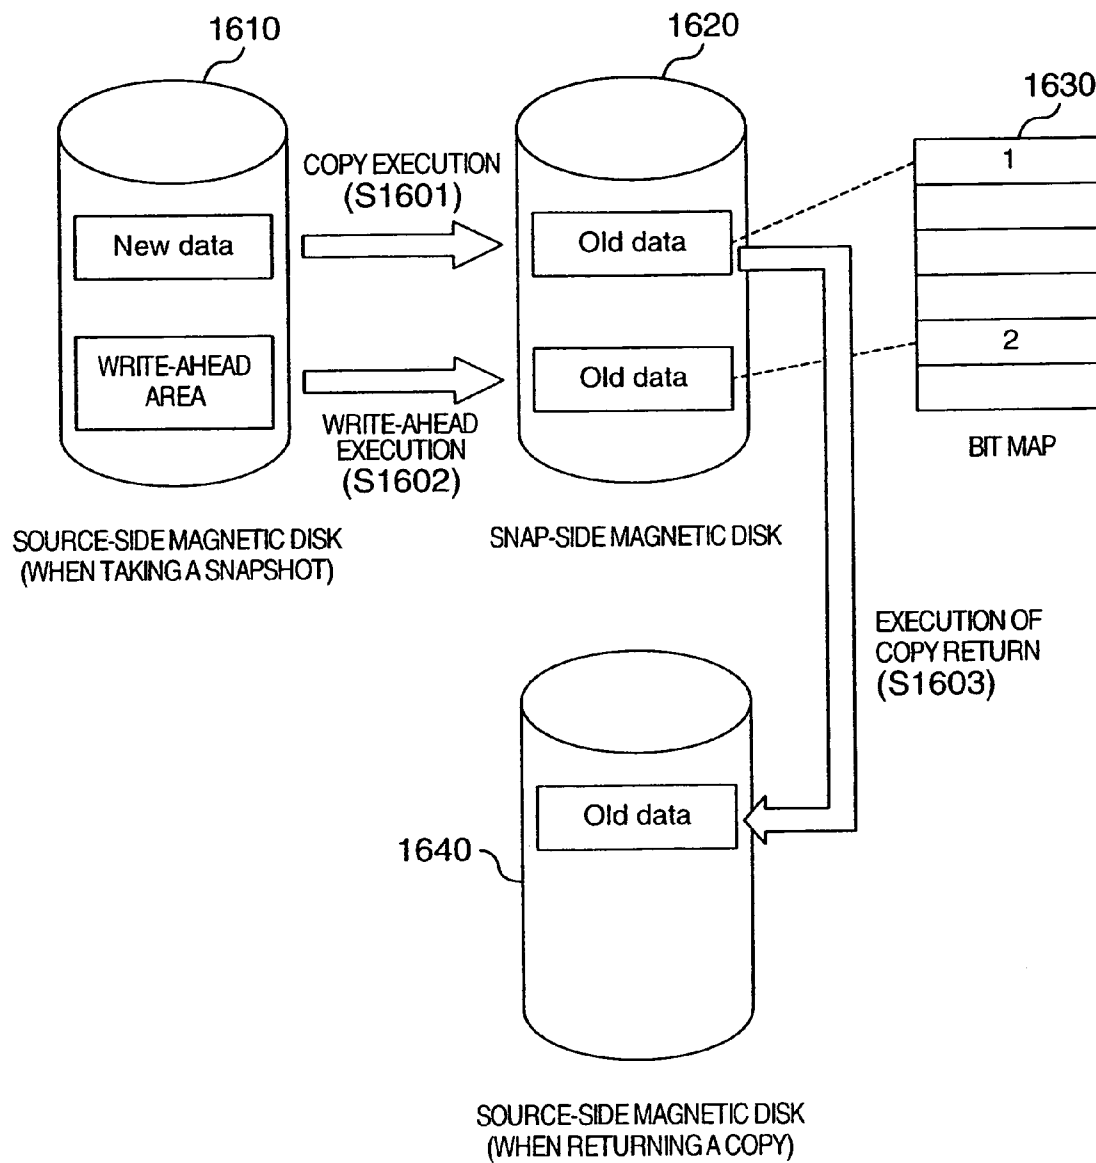 1610
1620
1630
COPY EXECUTION
(S1601)
1
New data
Old data
WRITE-AHEAD
AREA
Old data
2
WRITE-AHEAD
EXECUTION
(S1602)
BIT MAP
SOURCE-SIDE MAGNETIC DISK
(WHEN TAKING A SNAPSHOT)
SNAP-SIDE MAGNETIC DISK
EXECUTION OF
COPY RETURN
(S1603)
Old data
1640
SOURCE-SIDE MAGNETIC DISK
(WHEN RETURNING A COPY)